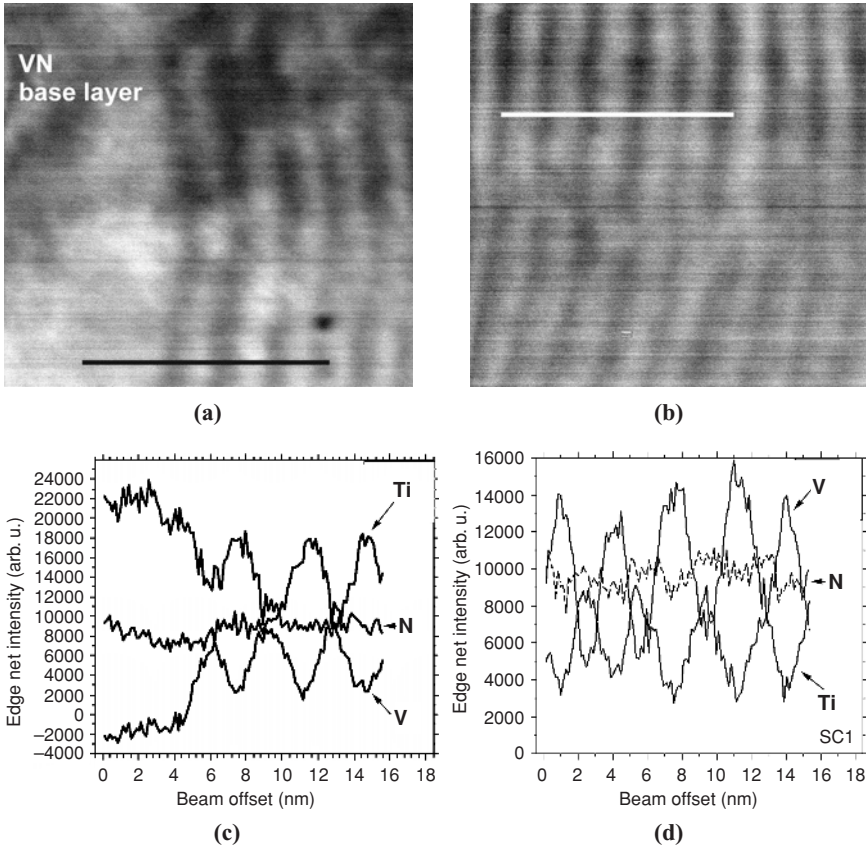 VN
base layer
(a)
(b)
26000
24000
22000
20000
18000
16000
14000
12000
10000
8000
6000
4000
2000
0
−2000
−4000
Edge net intensity (arb. u.)
Ti
N
V
0 2 4 6 8 10 12 14 16 18
Beam offset (nm)
(c)
16000
14000
12000
10000
8000
6000
4000
2000
0
Edge net intensity (arb. u.)
V
N
Ti
SC1
0 2 4 6 8 10 12 14 16 18
Beam offset (nm)
(d)